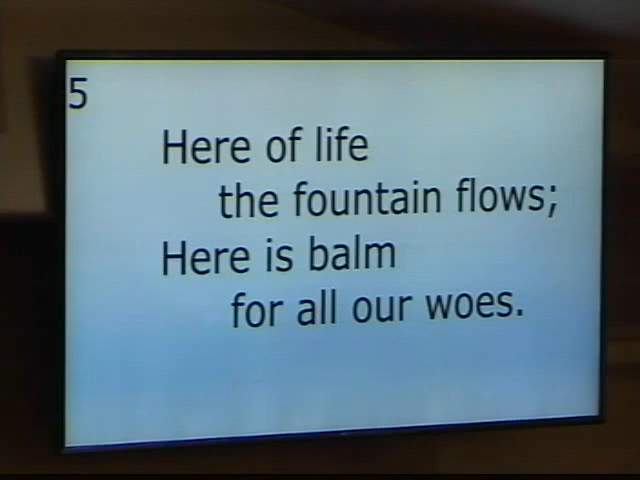 5
Here of life
the fountain flows;
Here is balm
for all our woes.